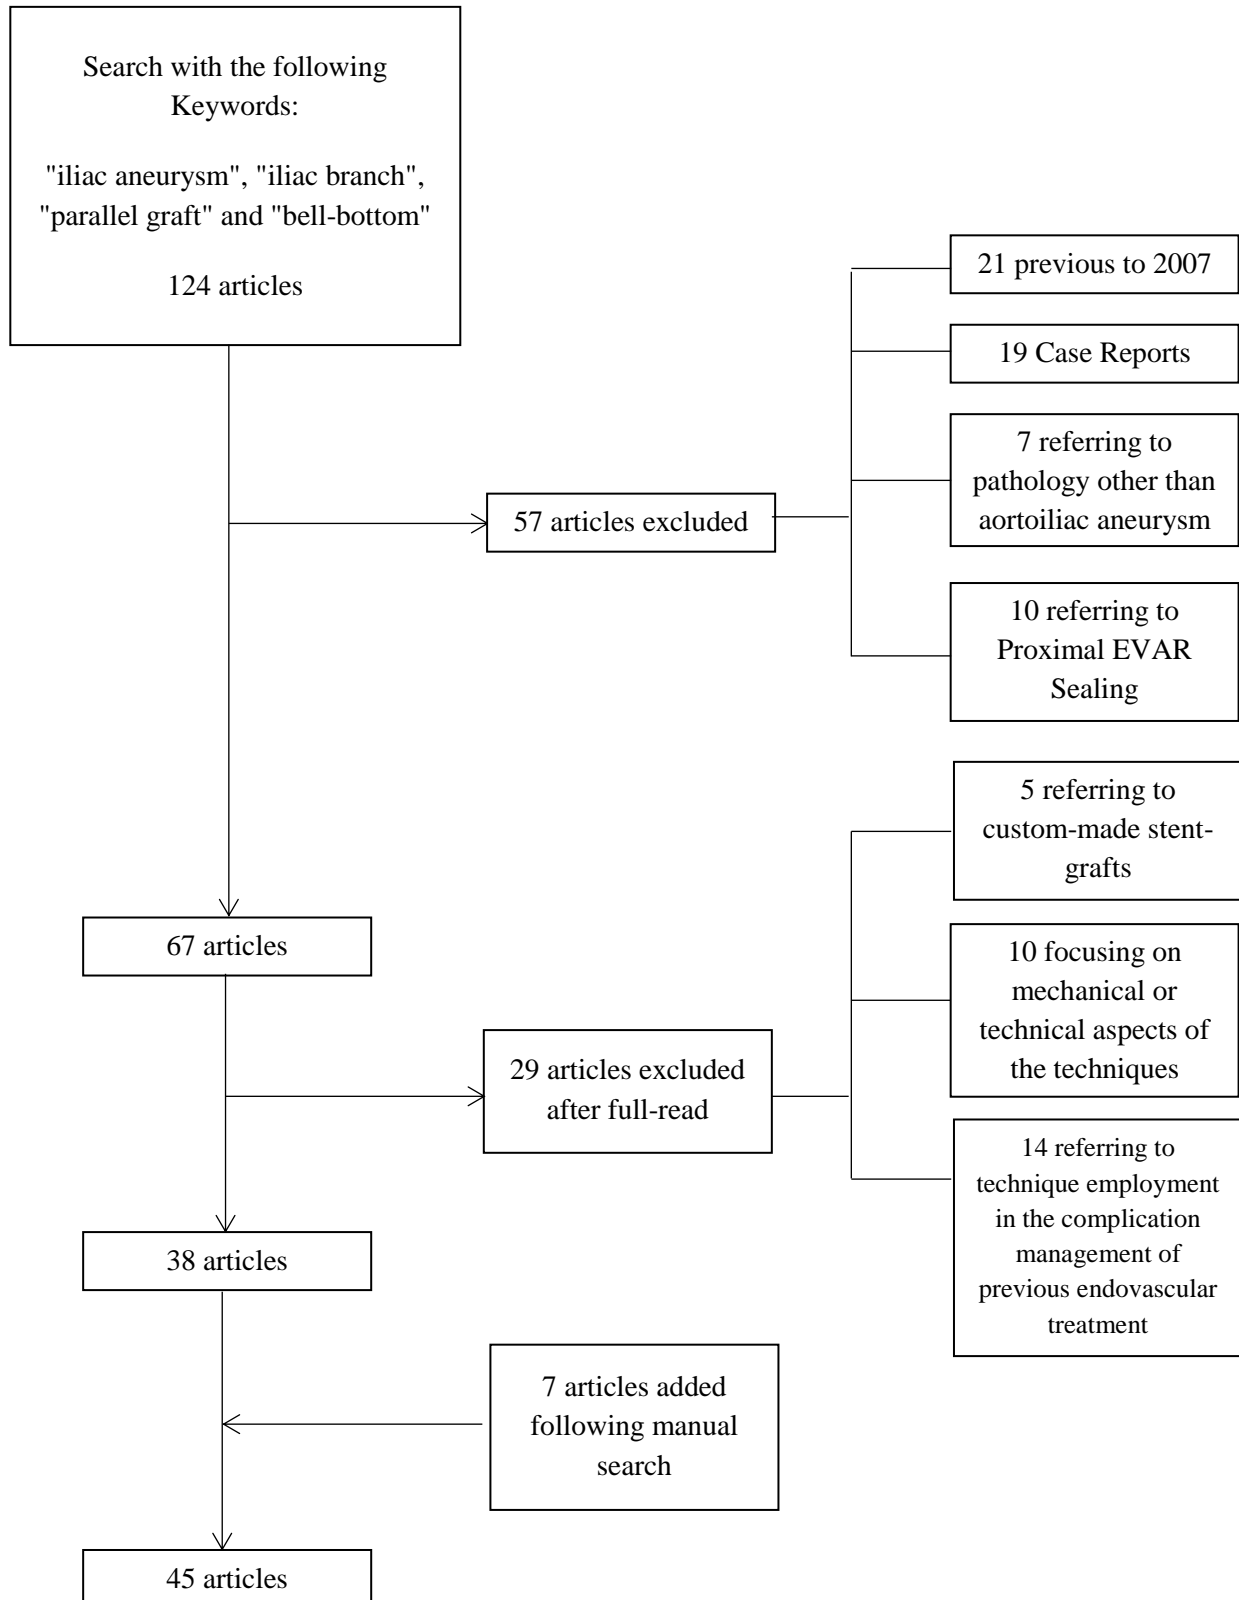 Search with the following
Keywords:
"iliac aneurysm", "iliac branch",
"parallel graft" and "bell-bottom"
124 articles
57 articles excluded
21 previous to 2007
19 Case Reports
7 referring to
pathology other than
aortoiliac aneurysm
10 referring to
Proximal EVAR
Sealing
67 articles
29 articles excluded
after full-read
5 referring to
custom-made stent-
grafts
10 focusing on
mechanical or
technical aspects of
the techniques
14 referring to
technique employment
in the complication
management of
previous endovascular
treatment
38 articles
7 articles added
following manual
search
45 articles